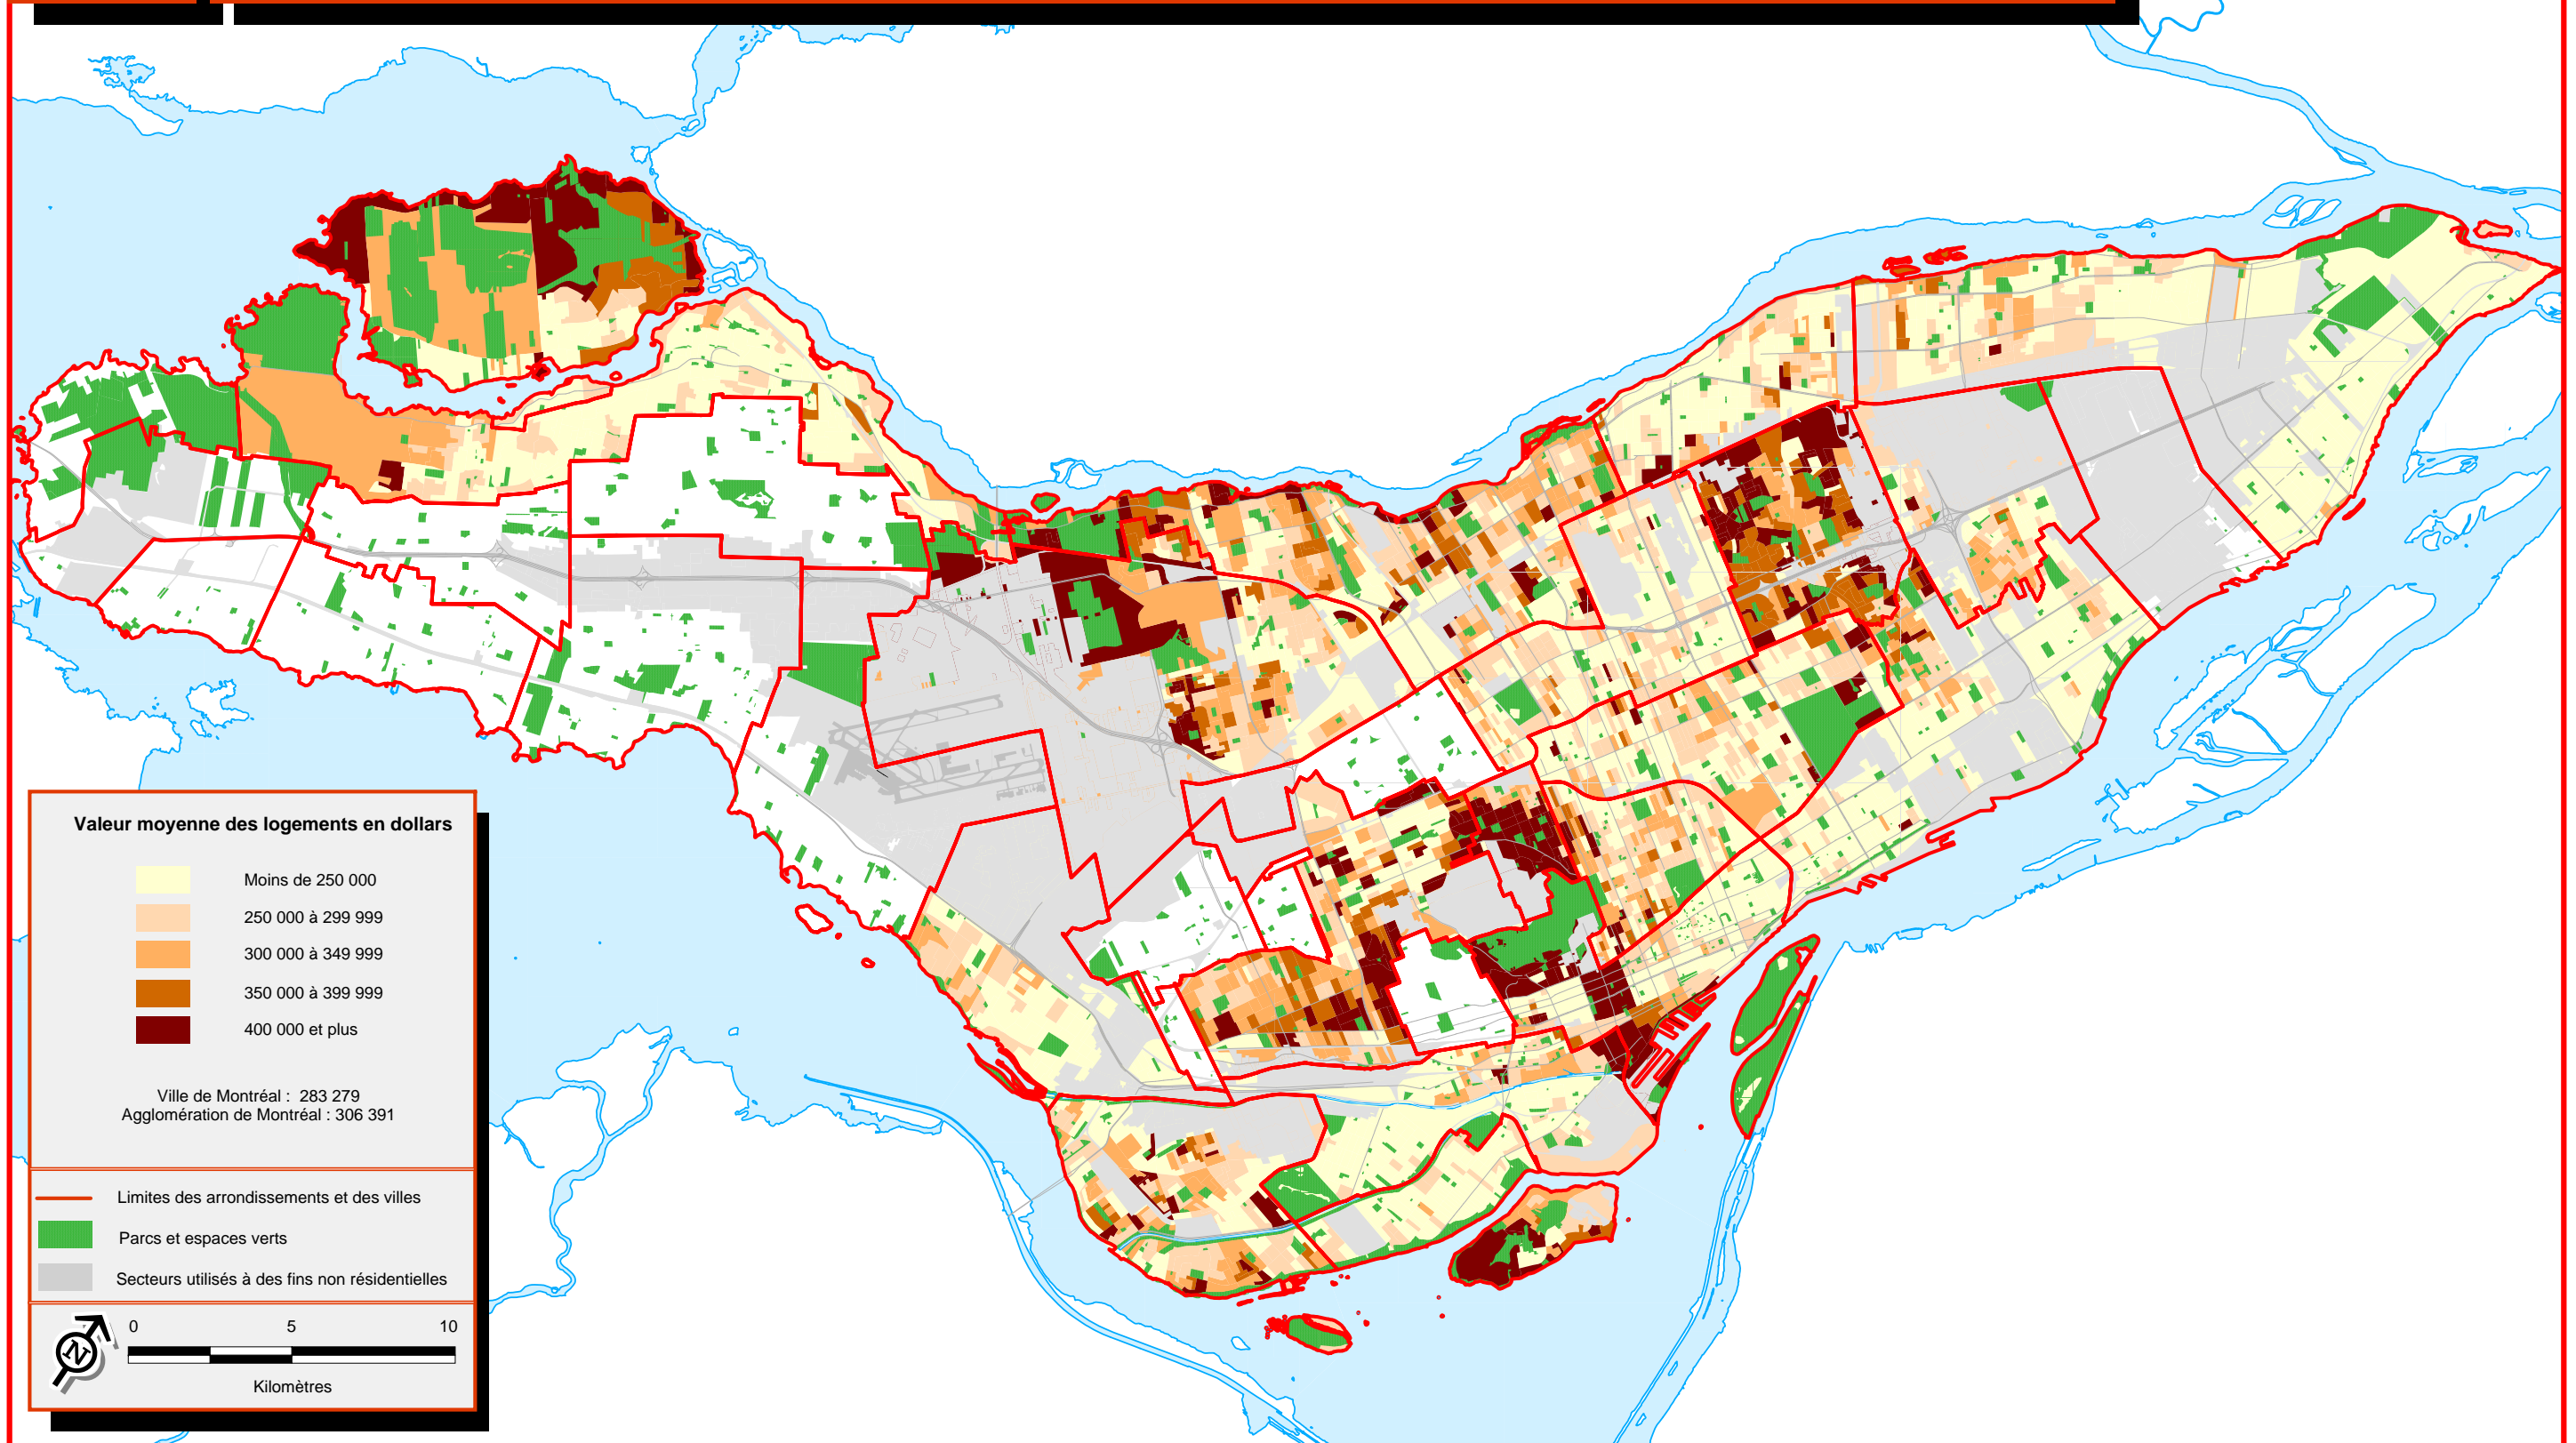 Valeur moyenne des logements en dollars
Moins de 250 000
250 000 à 299 999
300 000 à 349 999
350 000 à 399 999
400 000 et plus
Ville de Montréal : 283 279
Agglomération de Montréal : 306 391
Limites des arrondissements et des villes
Parcs et espaces verts
Secteurs utilisés à des fins non résidentielles
N
0 5 10
Kilomètres